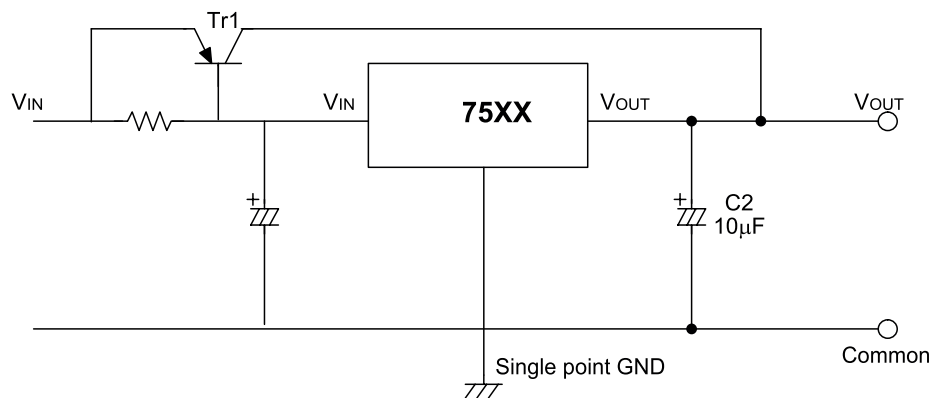 Tr1
VIN
VIN
75XX
VOUT
VOUT
+
+
C2
10μF
Single point GND
Common